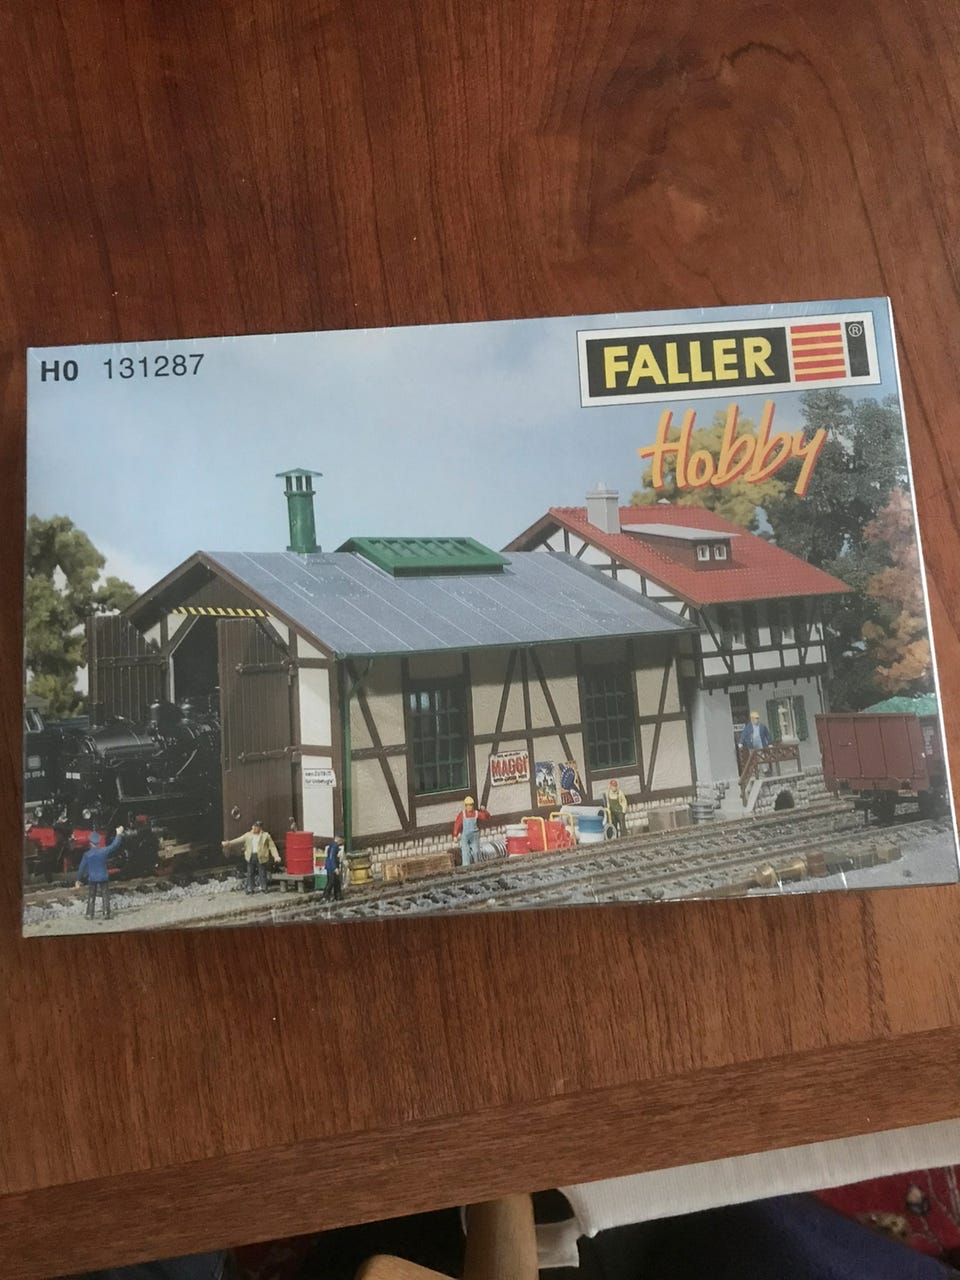 H0 131287
FALLER ®
Hobby
MAGGI